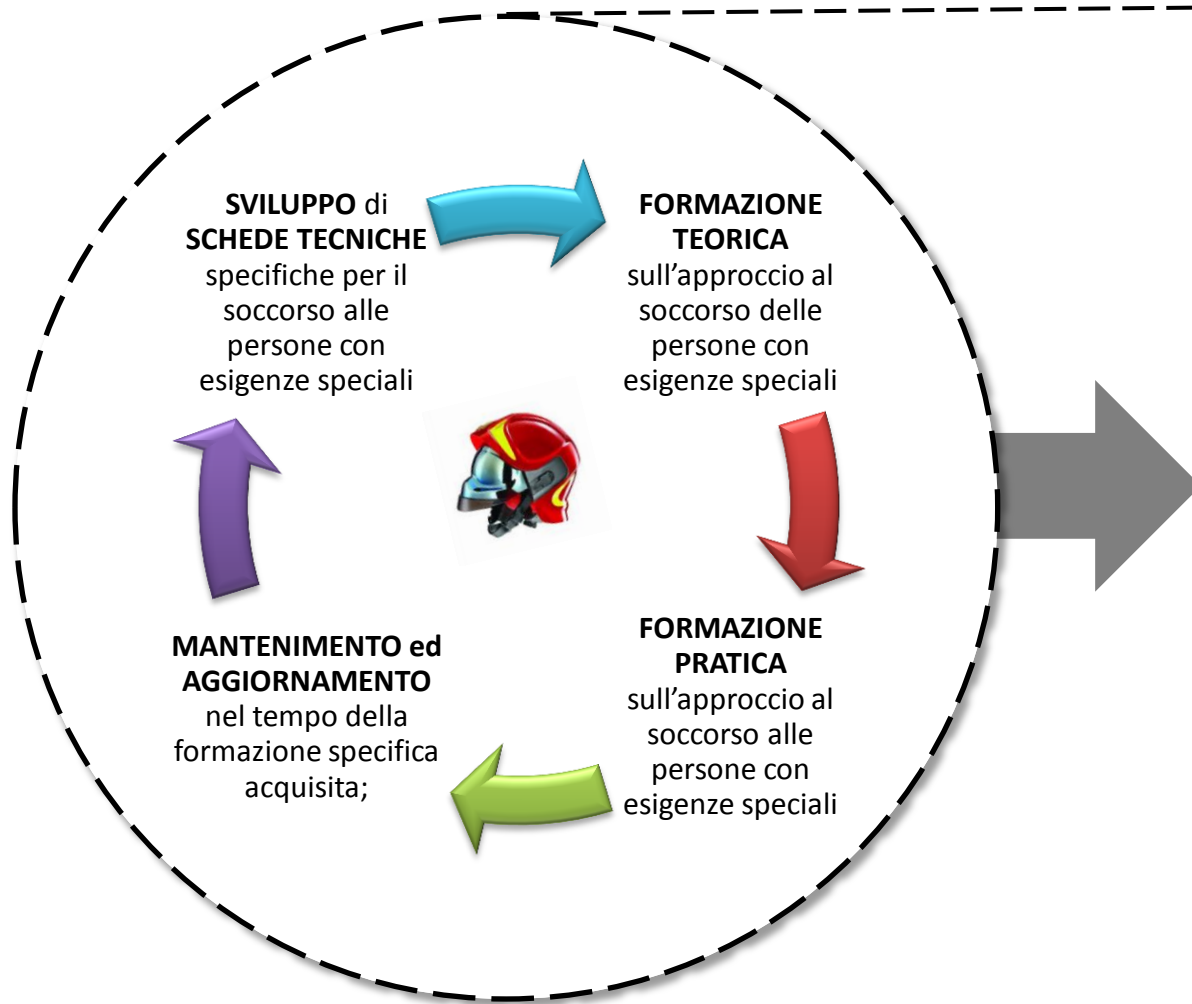 SVILUPPO di
SCHEDE TECNICHE
specifiche per il
soccorso alle
persone con
esigenze speciali
FORMAZIONE
TEORICA
sull’approccio al
soccorso delle
persone con
esigenze speciali
FORMAZIONE
PRATICA
sull’approccio al
soccorso alle
persone con
esigenze speciali
MANTENIMENTO ed
AGGIORNAMENTO
nel tempo della
formazione specifica
acquisita;